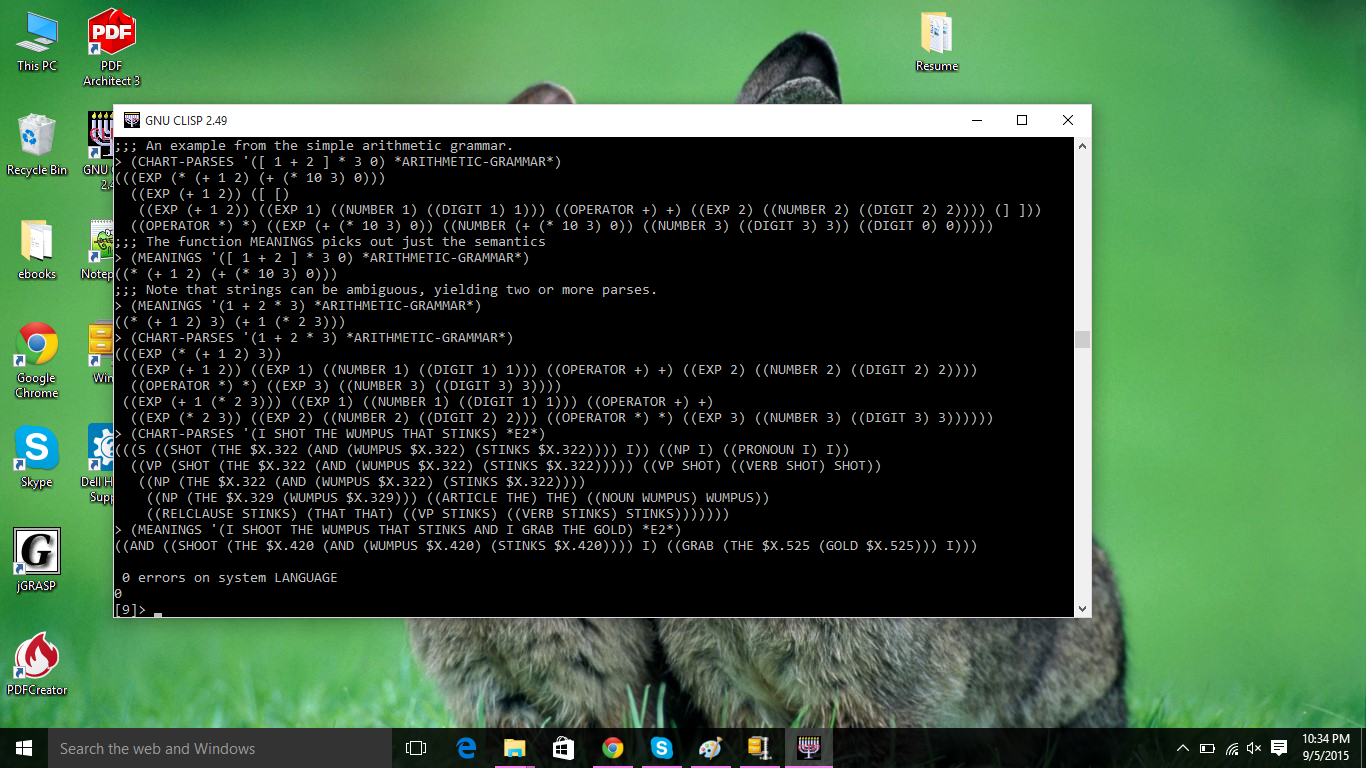 This PC
PDF
Architect 3
Resume
Recycle Bin
GNU
2.4
ebooks
Notep
Google
Chrome
Win
Skype
Dell H
Supp
jGRASP
PDFCreator
GNU CLISP 2.49
;;; An example from the simple arithmetic grammar.
> (CHART-PARSES '([ 1 + 2 ] * 3 0) *ARITHMETIC-GRAMMAR*)
(((EXP (* (+ 1 2) (+ (* 10 3) 0)))
((EXP (+ 1 2)) ([ [)
((EXP (+ 1 2)) ((EXP 1) ((NUMBER 1) ((DIGIT 1) 1))) ((OPERATOR +) +) ((EXP 2) ((NUMBER 2) ((DIGIT 2) 2)))) (] ]))
((OPERATOR *) *) ((EXP (+ (* 10 3) 0)) ((NUMBER (+ (* 10 3) 0)) ((NUMBER 3) ((DIGIT 3) 3)) ((DIGIT 0) 0)))))
;;; The function MEANINGS picks out just the semantics
> (MEANINGS '([ 1 + 2 ] * 3 0) *ARITHMETIC-GRAMMAR*)
((* (+ 1 2) (+ (* 10 3) 0)))
;;; Note that strings can be ambiguous, yielding two or more parses.
> (MEANINGS '(1 + 2 * 3) *ARITHMETIC-GRAMMAR*)
((* (+ 1 2) 3) (+ 1 (* 2 3)))
> (CHART-PARSES '(1 + 2 * 3) *ARITHMETIC-GRAMMAR*)
(((EXP (* (+ 1 2) 3))
((EXP (+ 1 2)) ((EXP 1) ((NUMBER 1) ((DIGIT 1) 1))) ((OPERATOR +) +) ((EXP 2) ((NUMBER 2) ((DIGIT 2) 2))))
((OPERATOR *) *) ((EXP 3) ((NUMBER 3) ((DIGIT 3) 3))))
((EXP (+ 1 (* 2 3))) ((EXP 1) ((NUMBER 1) ((DIGIT 1) 1))) ((OPERATOR +) +)
((EXP (* 2 3)) ((EXP 2) ((NUMBER 2) ((DIGIT 2) 2))) ((OPERATOR *) *) ((EXP 3) ((NUMBER 3) ((DIGIT 3) 3))))))
> (CHART-PARSES '(I SHOT THE WUMPUS THAT STINKS) *E2*)
(((S ((SHOT (THE $X.322 (AND (WUMPUS $X.322) (STINKS $X.322)))) I)) ((NP I) ((PRONOUN I) I))
((VP (SHOT (THE $X.322 (AND (WUMPUS $X.322) (STINKS $X.322))))) ((VP SHOT) ((VERB SHOT) SHOT))
((NP (THE $X.322 (AND (WUMPUS $X.322) (STINKS $X.322))))
((NP (THE $X.329 (WUMPUS $X.329))) ((ARTICLE THE) THE) ((NOUN WUMPUS) WUMPUS))
((RELCLAUSE STINKS) (THAT THAT) ((VP STINKS) ((VERB STINKS) STINKS)))))))
> (MEANINGS '(I SHOOT THE WUMPUS THAT STINKS AND I GRAB THE GOLD) *E2*)
((AND ((SHOOT (THE $X.420 (AND (WUMPUS $X.420) (STINKS $X.420)))) I) ((GRAB (THE $X.525 (GOLD $X.525))) I)))
0 errors on system LANGUAGE
0
[9]>
Search the web and Windows
10:34 PM
9/5/2015